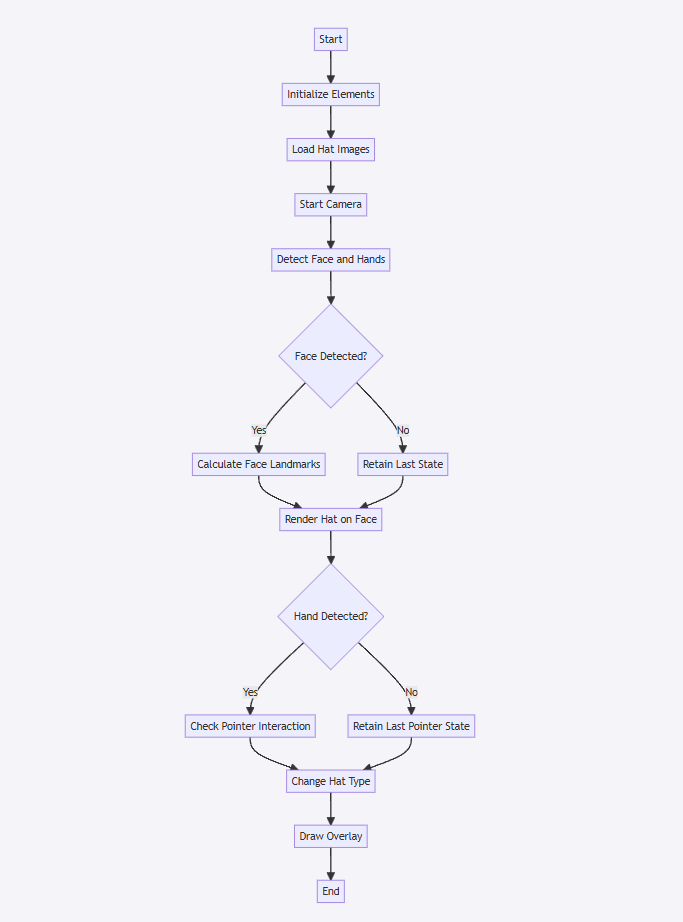 Start
Initialize Elements
Load Hat Images
Start Camera
Detect Face and Hands
Face Detected?
Yes
No
Calculate Face Landmarks
Retain Last State
Render Hat on Face
Hand Detected?
Yes
No
Check Pointer Interaction
Retain Last Pointer State
Change Hat Type
Draw Overlay
End